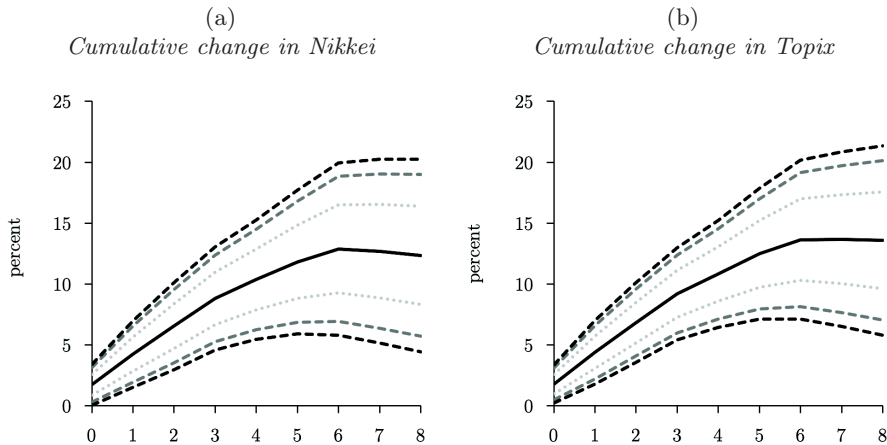 (a)
Cumulative change in Nikkei
percent
25
20
15
10
5
0
0 1 2 3 4 5 6 7 8
(b)
Cumulative change in Topix
percent
25
20
15
10
5
0
0 1 2 3 4 5 6 7 8